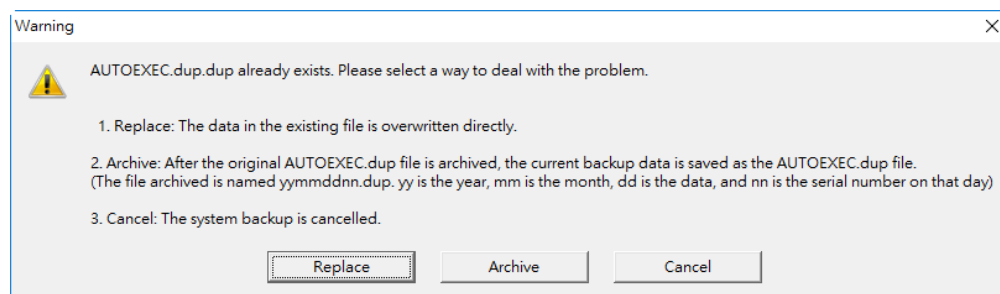 Warning
AUTOEXEC.dup.dup already exists. Please select a way to deal with the problem.
1. Replace: The data in the existing file is overwritten directly.
2. Archive: After the original AUTOEXEC.dup file is archived, the current backup data is saved as the AUTOEXEC.dup file.
(The file archived is named yymmddnn.dup. yy is the year, mm is the month, dd is the data, and nn is the serial number on that day)
3. Cancel: The system backup is cancelled.
Replace Archive Cancel